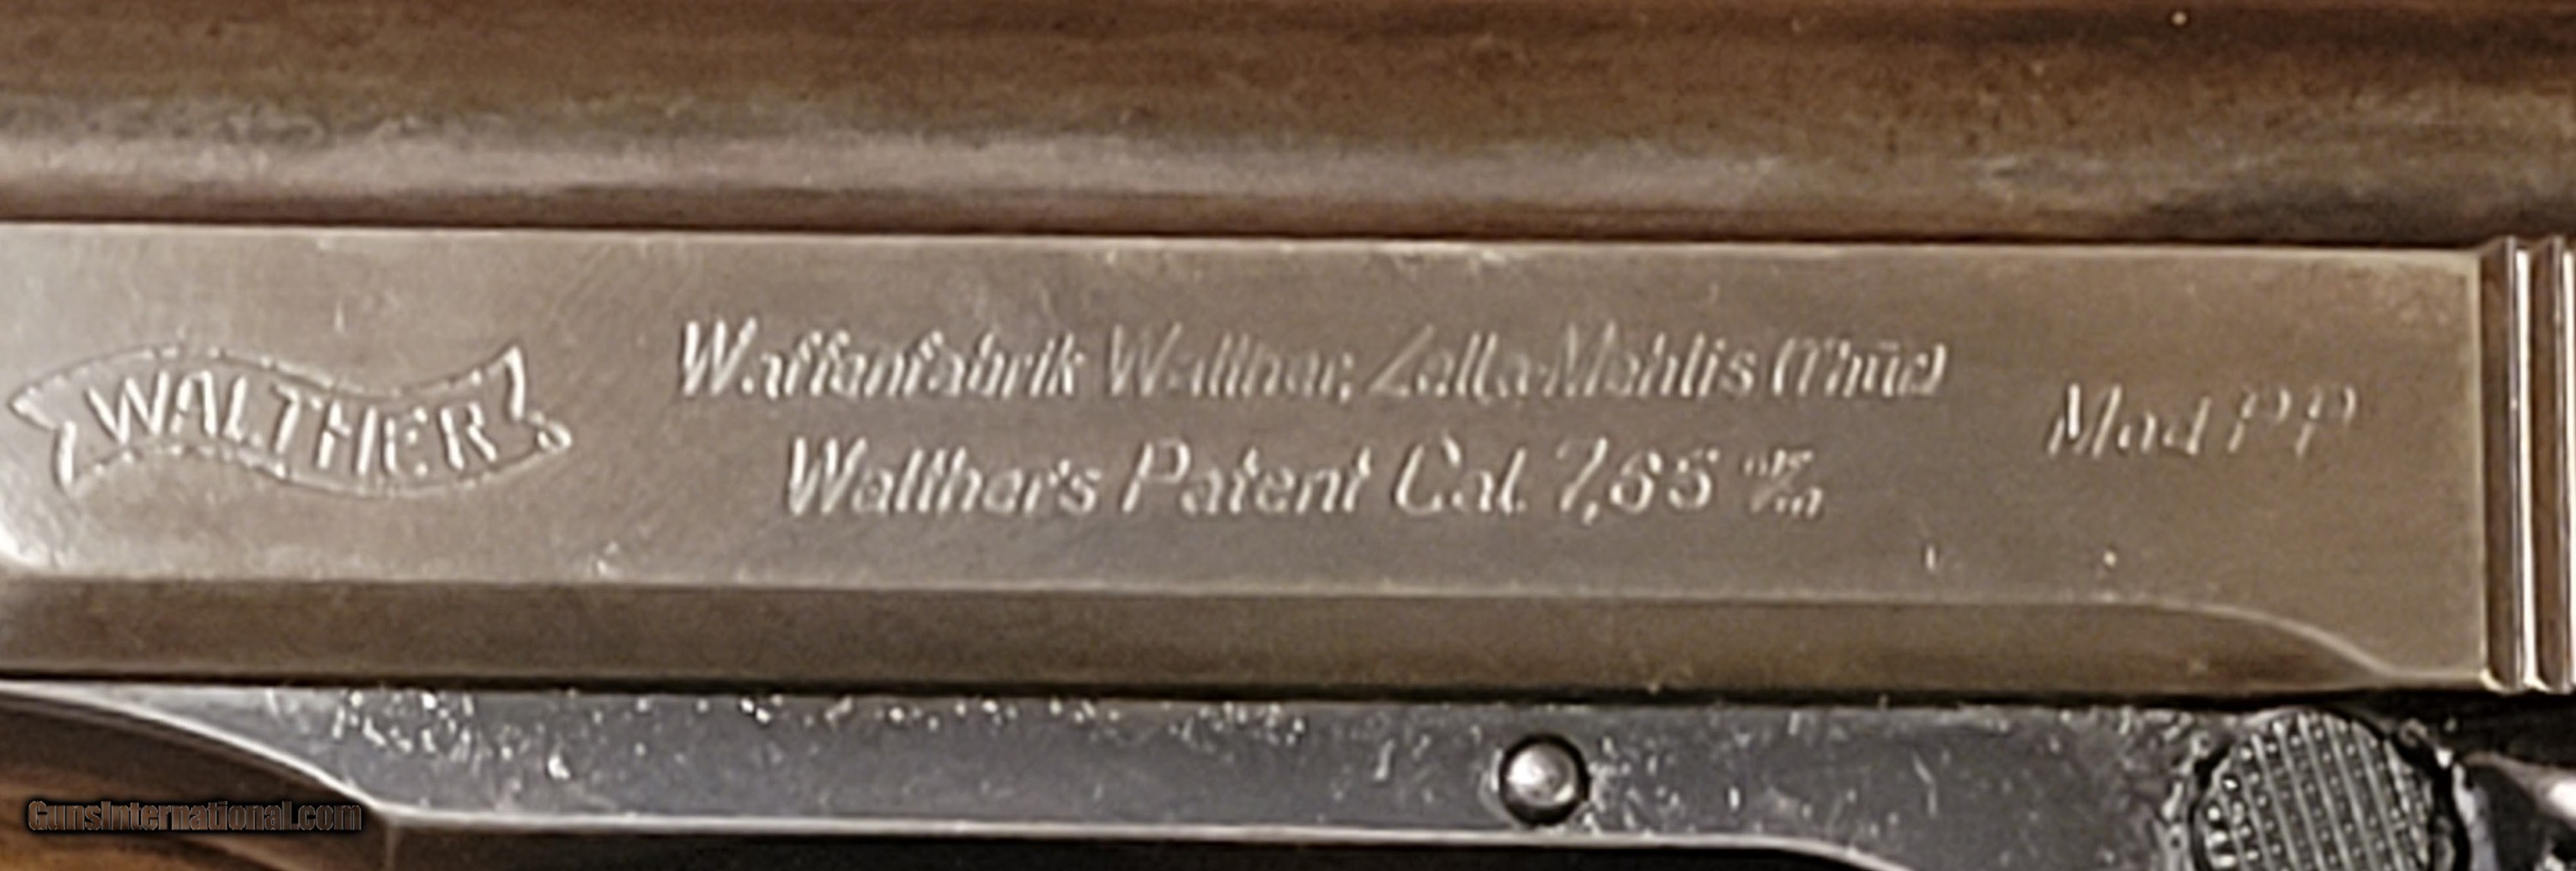 WALTHER
Waffenfabrik Walther, Zella-Mehlis (Thür.)
Walther's Patent Cal. 7,65 m/m
Mod PP
GunsInternational.com